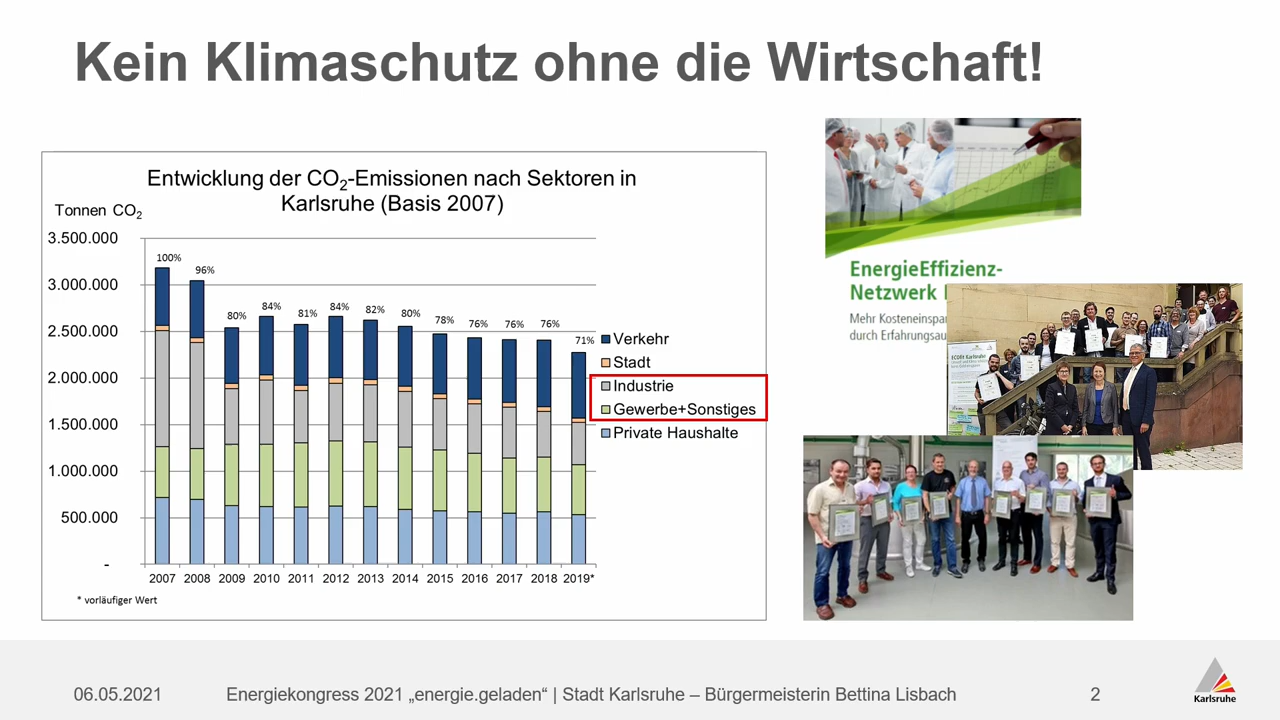 Kein Klimaschutz ohne die Wirtschaft!
Entwicklung der CO₂-Emissionen nach Sektoren in
Karlsruhe (Basis 2007)
Tonnen CO₂
3.500.000
3.000.000
2.500.000
2.000.000
1.500.000
1.000.000
500.000
-
100%
96%
80%
84%
81%
84%
82%
80%
78%
76%
76%
76%
71%
2007 2008 2009 2010 2011 2012 2013 2014 2015 2016 2017 2018 2019*
* vorläufiger Wert
Verkehr
Stadt
Industrie
Gewerbe+Sonstiges
Private Haushalte
EnergieEffizienz-
Netzwerk
Mehr Kosteneinspa
durch Erfahrungsau
ECOfit Karlsruhe
06.05.2021
Energiekongress 2021 „energie.geladen“ | Stadt Karlsruhe – Bürgermeisterin Bettina Lisbach
2
Karlsruhe